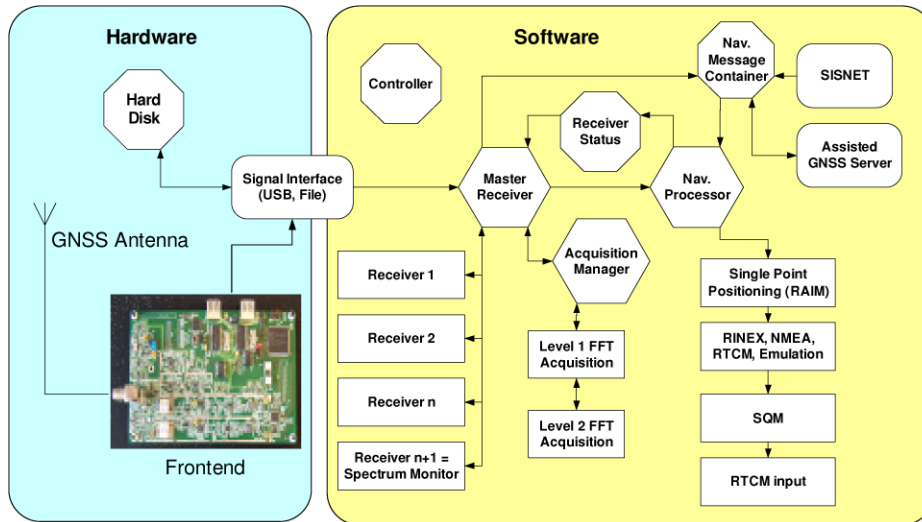 Hardware
Hard
Disk
Signal Interface
(USB, File)
GNSS Antenna
Frontend
Software
Controller
Nav.
Message
Container
SISNET
Receiver
Status
Assisted
GNSS Server
Master
Receiver
Nav.
Processor
Acquisition
Manager
Receiver 1
Receiver 2
Receiver n
Receiver n+1 =
Spectrum Monitor
Level 1 FFT
Acquisition
Level 2 FFT
Acquisition
Single Point
Positioning (RAIM)
RINEX, NMEA,
RTCM, Emulation
SQM
RTCM input